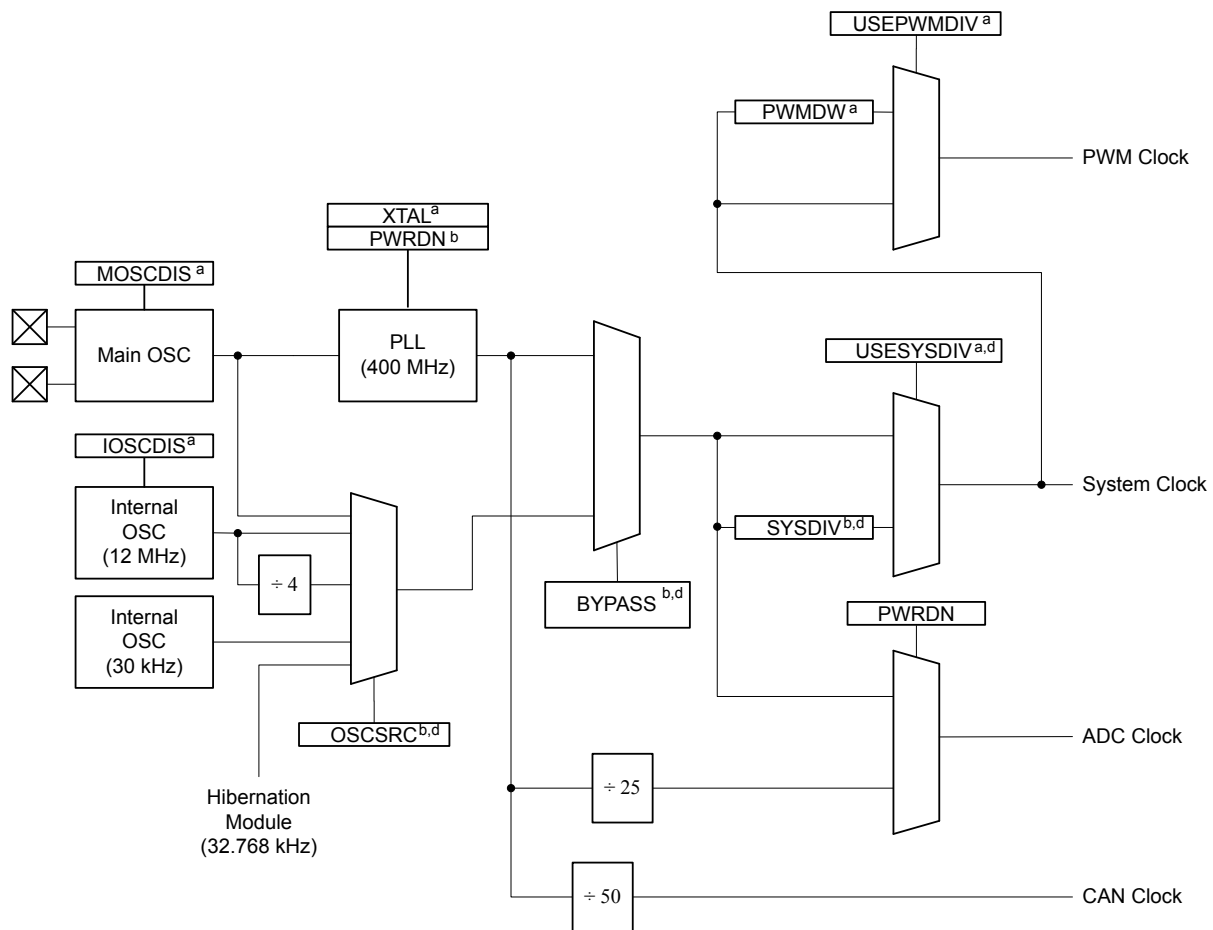 USEPWMDIV a
PWMDW a
PWM Clock
XTAL a
PWRDN b
MOSCDIS a
Main OSC
PLL
(400 MHz)
USESYSDIV a,d
IOSCDIS a
Internal
OSC
(12 MHz)
÷ 4
System Clock
SYSDIV b,d
BYPASS b,d
Internal
OSC
(30 kHz)
PWRDN
OSCSRC b,d
ADC Clock
÷ 25
Hibernation
Module
(32.768 kHz)
÷ 50
CAN Clock